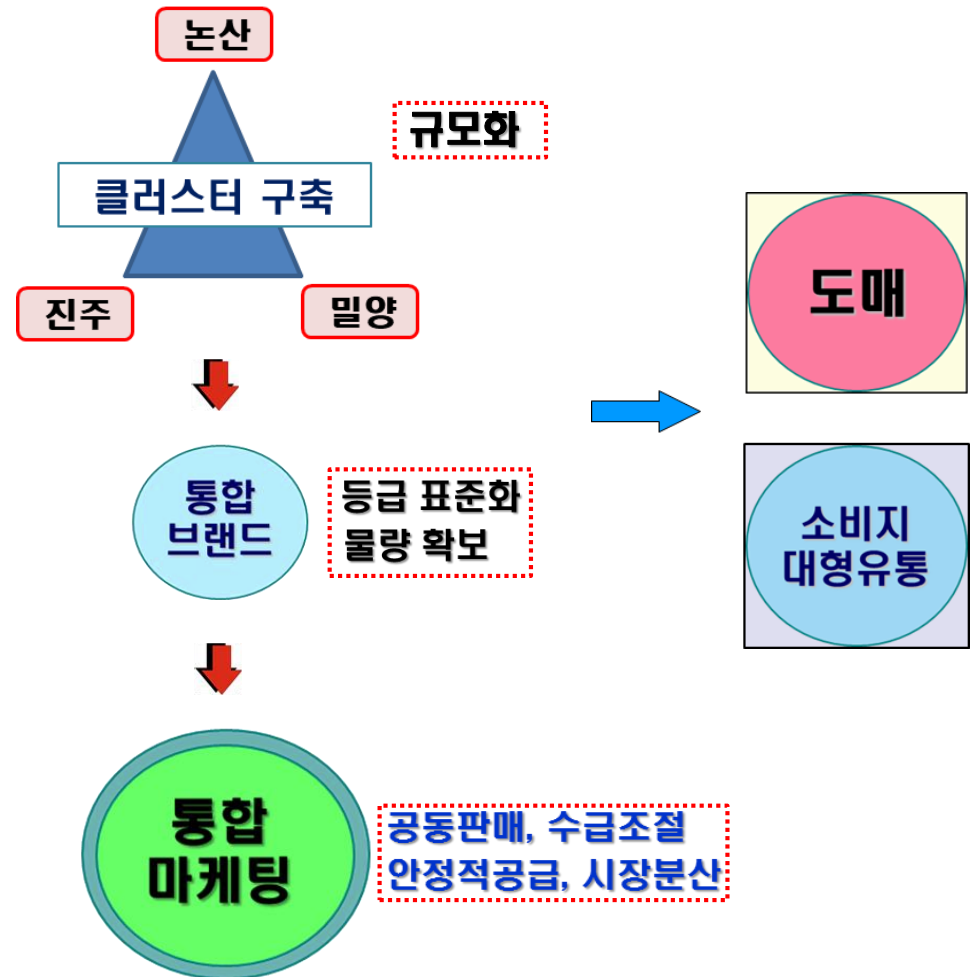 논산
규모화
클러스터 구축
진주
밀양
통합
브랜드
등급 표준화
물량 확보
통합
마케팅
공동판매, 수급조절
안정적공급, 시장분산
도매
소비지
대형유통